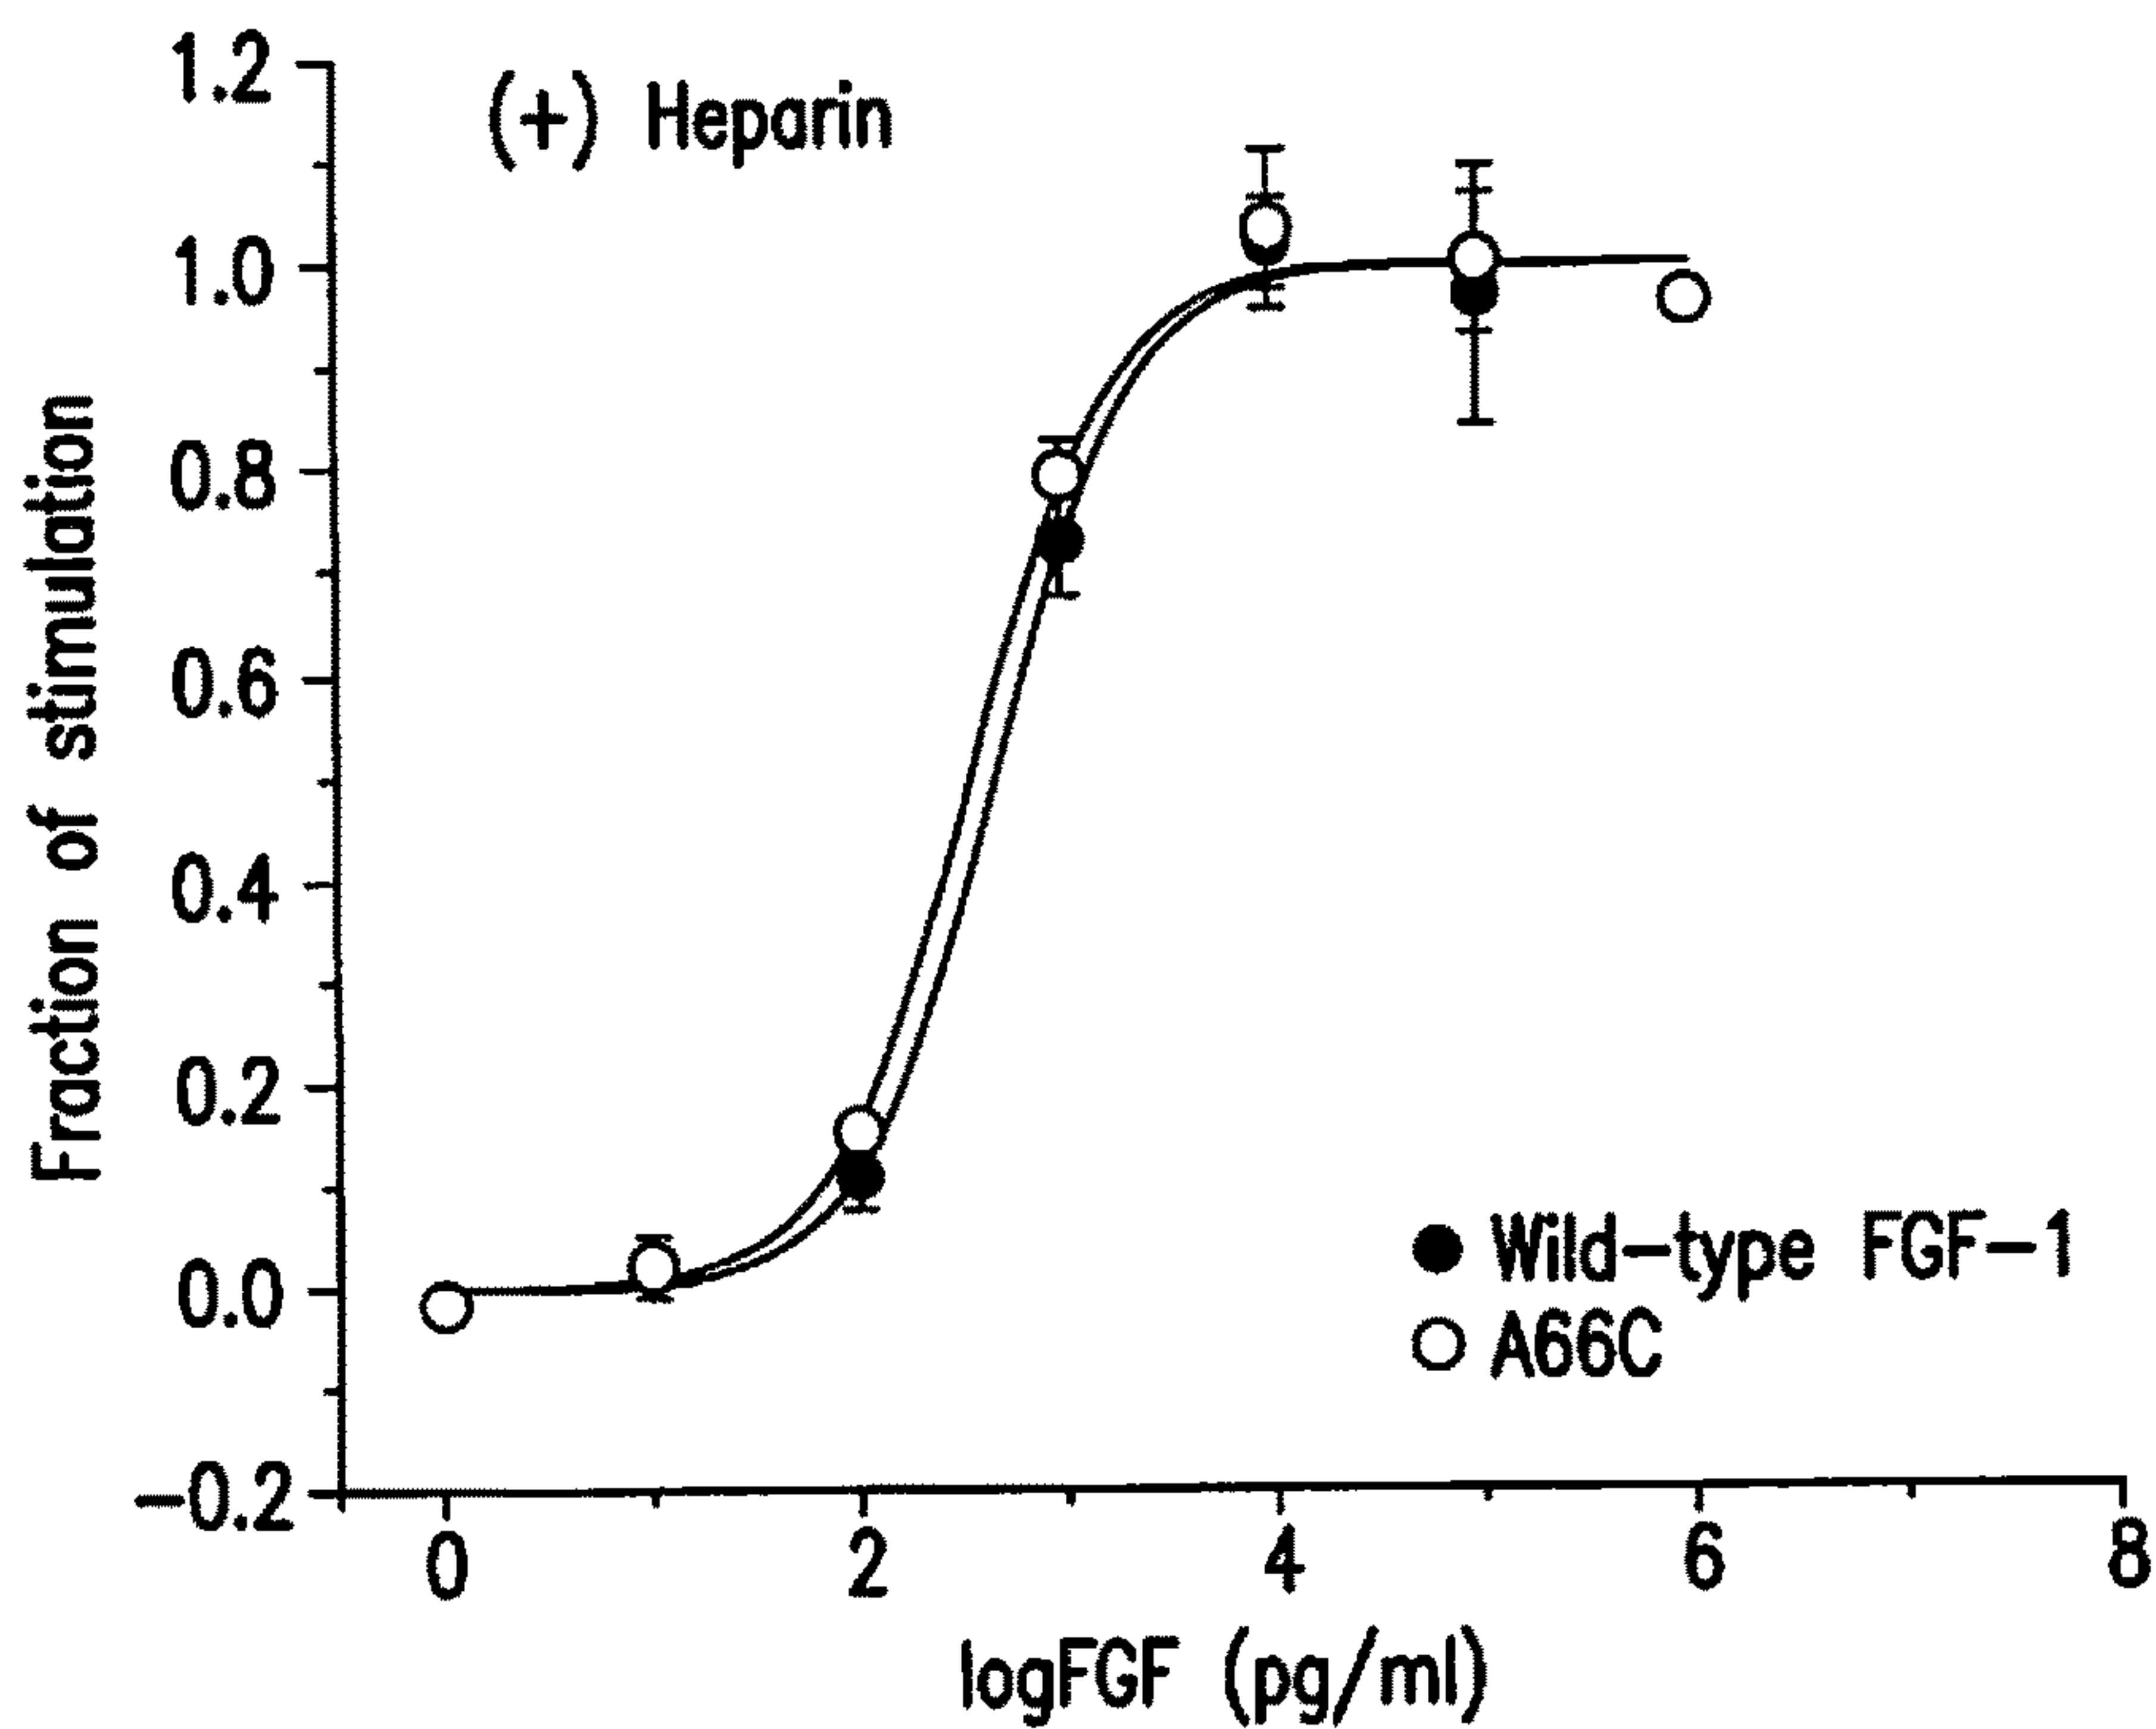 (+) Heparin
1.2
1.0
0.8
0.6
0.4
0.2
0.0
-0.2
Fraction of stimulation
Wild-type FGF-1
A66C
0 2 4 6 8
logFGF (pg/ml)